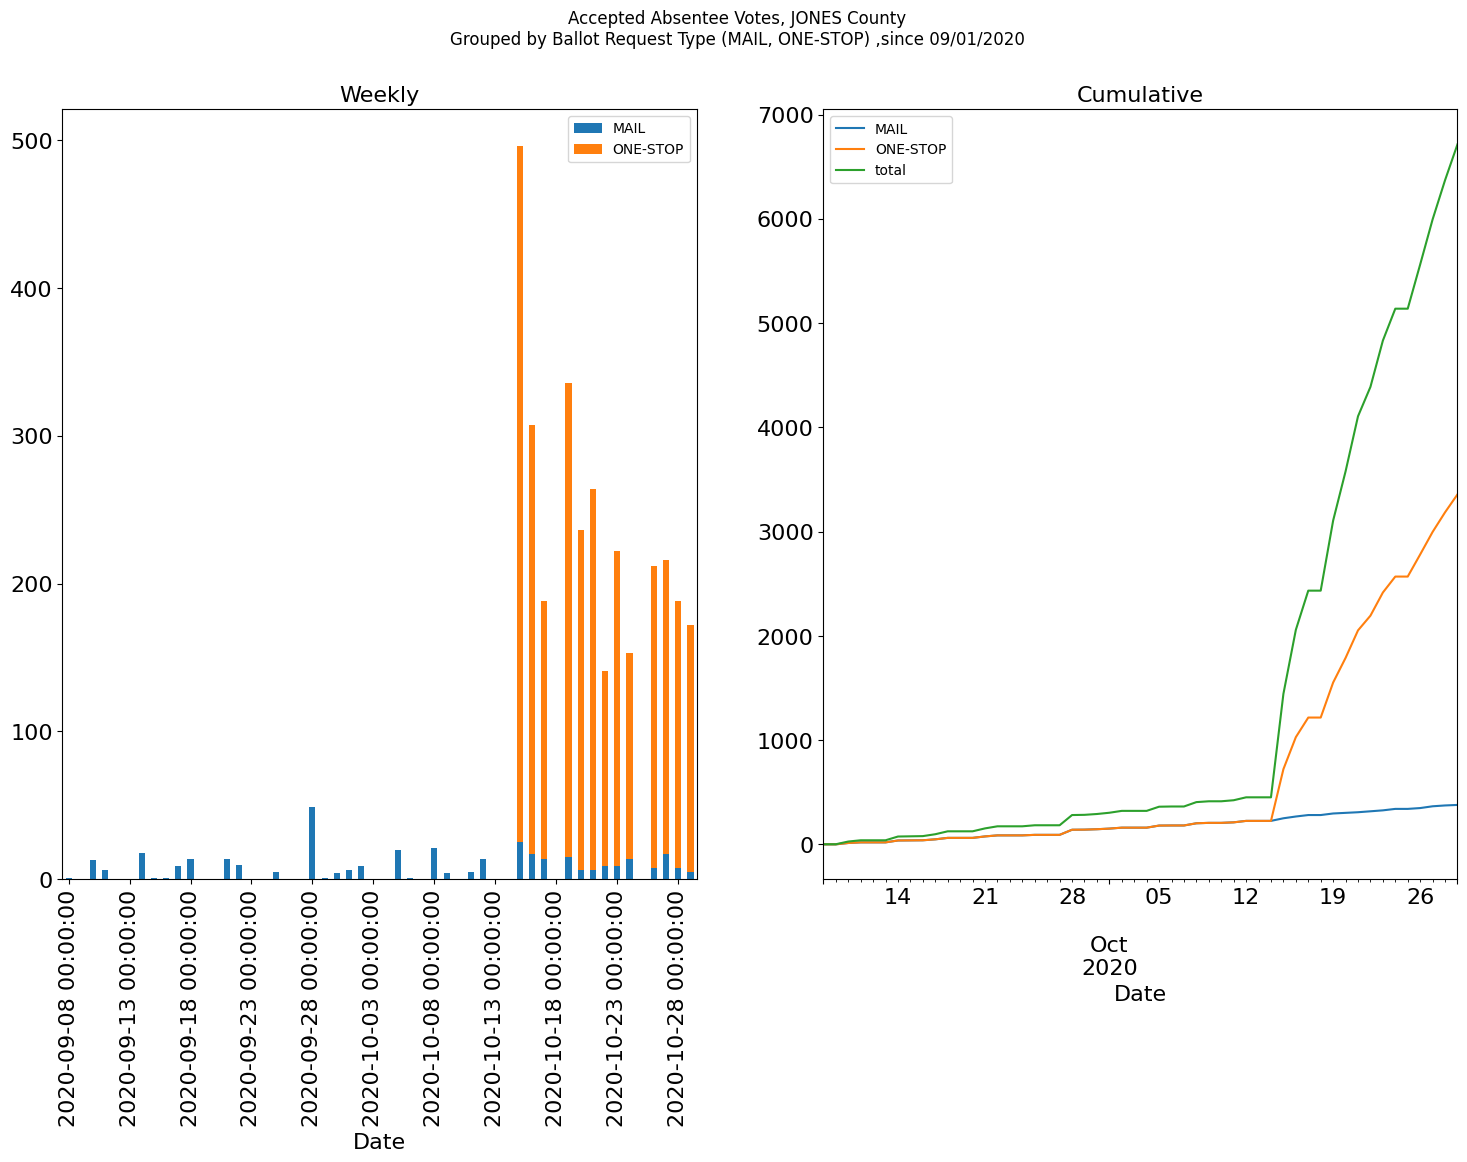 Accepted Absentee Votes, JONES County
Grouped by Ballot Request Type (MAIL, ONE-STOP) ,since 09/01/2020
Weekly
MAIL
ONE-STOP
500
400
300
200
100
0
2020-09-08 00:00:00
2020-09-13 00:00:00
2020-09-18 00:00:00
2020-09-23 00:00:00
2020-09-28 00:00:00
2020-10-03 00:00:00
2020-10-08 00:00:00
2020-10-13 00:00:00
2020-10-18 00:00:00
2020-10-23 00:00:00
2020-10-28 00:00:00
Date
Cumulative
MAIL
ONE-STOP
total
7000
6000
5000
4000
3000
2000
1000
0
14 21 28 05 12 19 26
Oct
2020
Date